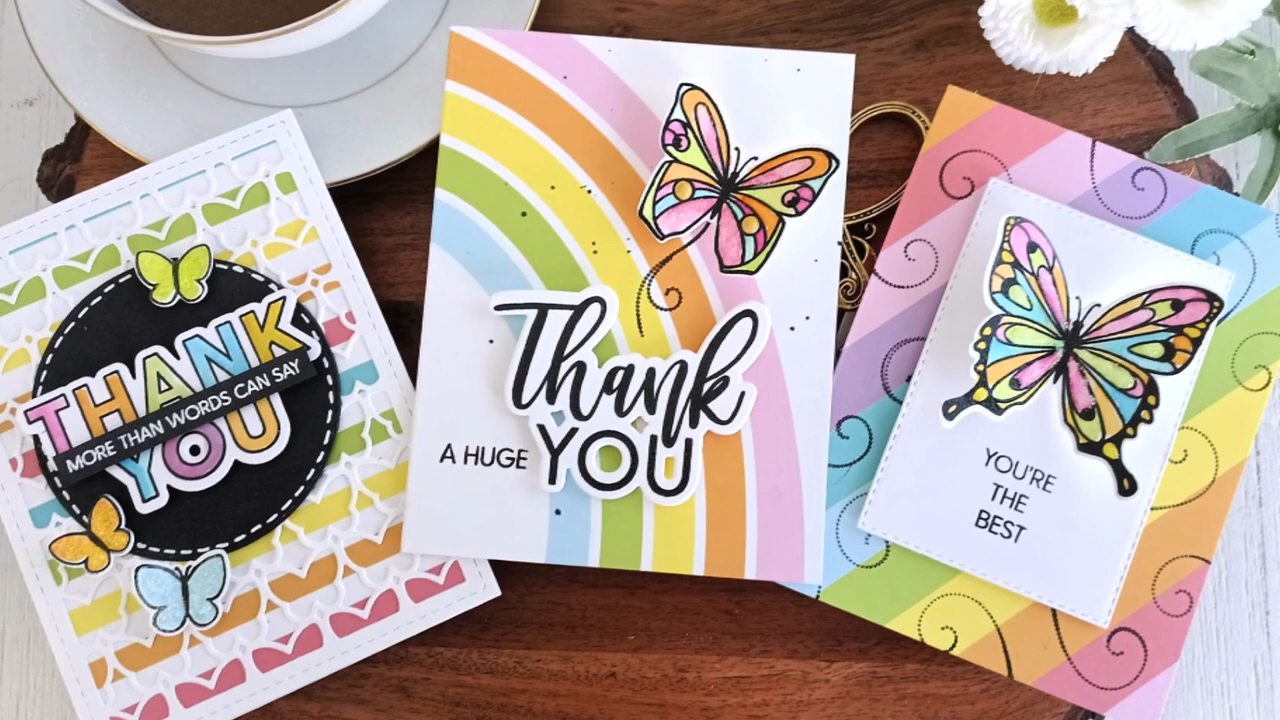 THANK
MORE THAN WORDS CAN SAY
YOU
Thank
A HUGE YOU
YOU'RE
THE
BEST